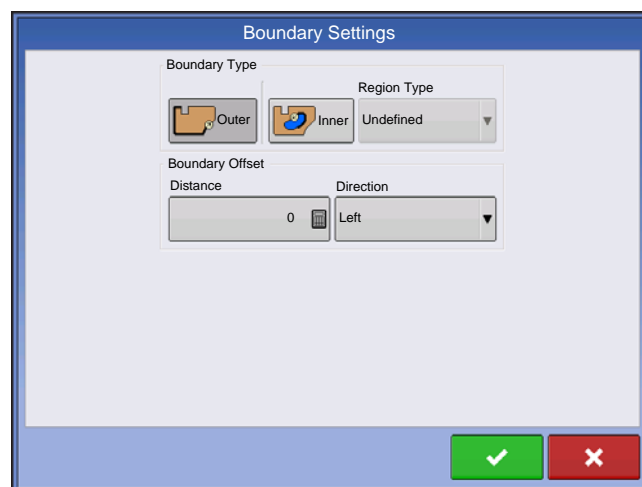 Boundary Settings
Boundary Type
Region Type
Outer
Inner
Undefined
Boundary Offset
Distance
Direction
0
Left